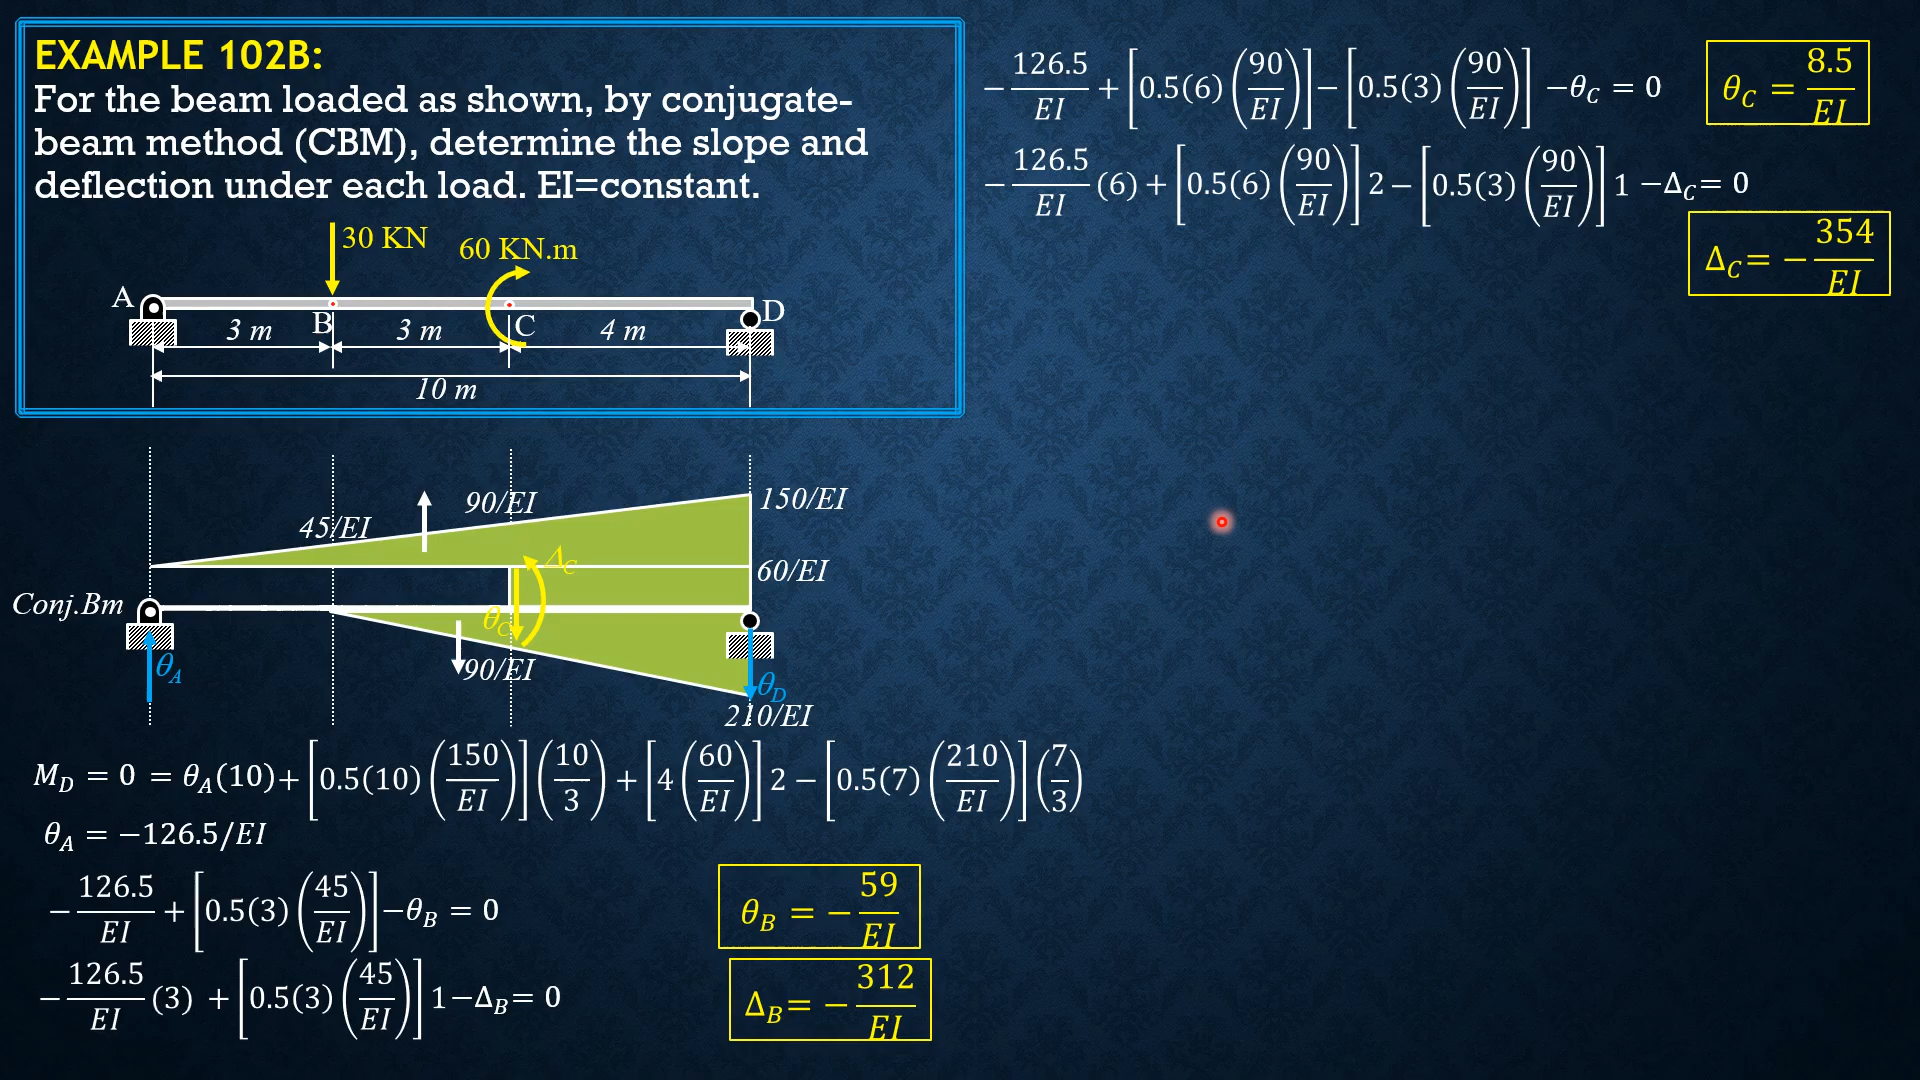 EXAMPLE 102B:
For the beam loaded as shown, by conjugate-
beam method (CBM), determine the slope and
deflection under each load. EI=constant.
30 KN
60 KN.m
A
B
C
D
3 m
3 m
4 m
10 m
45/EI
90/EI
150/EI
Δ_C
60/EI
Conj.Bm
θ_C
θ_A
90/EI
θ_D
210/EI
M_D = 0 = θ_A(10)+ [0.5(10)(150/EI)](10/3) + [4(60/EI)]2 − [0.5(7)(210/EI)](7/3)
θ_A = −126.5/EI
−126.5/EI + [0.5(3)(45/EI)]−θ_B = 0
θ_B = −59/EI
−126.5/EI (3) + [0.5(3)(45/EI)]1−Δ_B= 0
Δ_B= −312/EI
−126.5/EI + [0.5(6)(90/EI)]− [0.5(3)(90/EI)] −θ_C = 0
θ_C = 8.5/EI
−126.5/EI (6) + [0.5(6)(90/EI)]2 − [0.5(3)(90/EI)]1 −Δ_C= 0
Δ_C= −354/EI